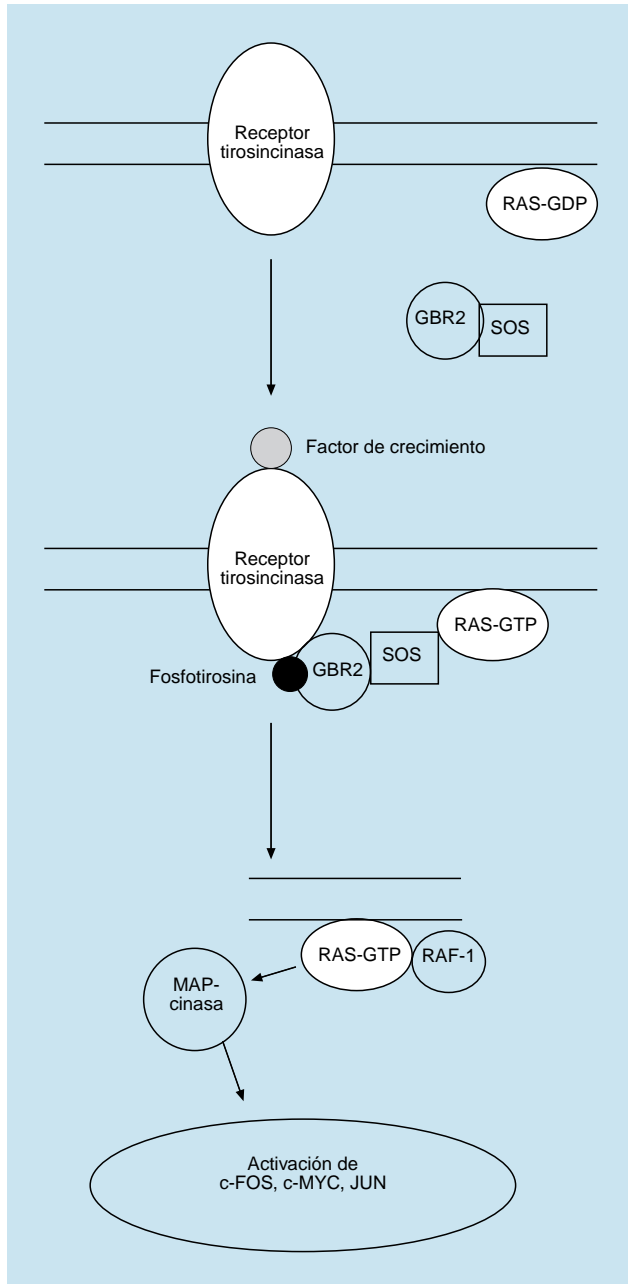 Receptor
tirosincinasa
RAS-GDP
GBR2
SOS
Factor de crecimiento
Receptor
tirosincinasa
RAS-GTP
SOS
GBR2
Fosfotirosina
RAS-GTP
RAF-1
MAP-
cinasa
Activación de
c-FOS, c-MYC, JUN